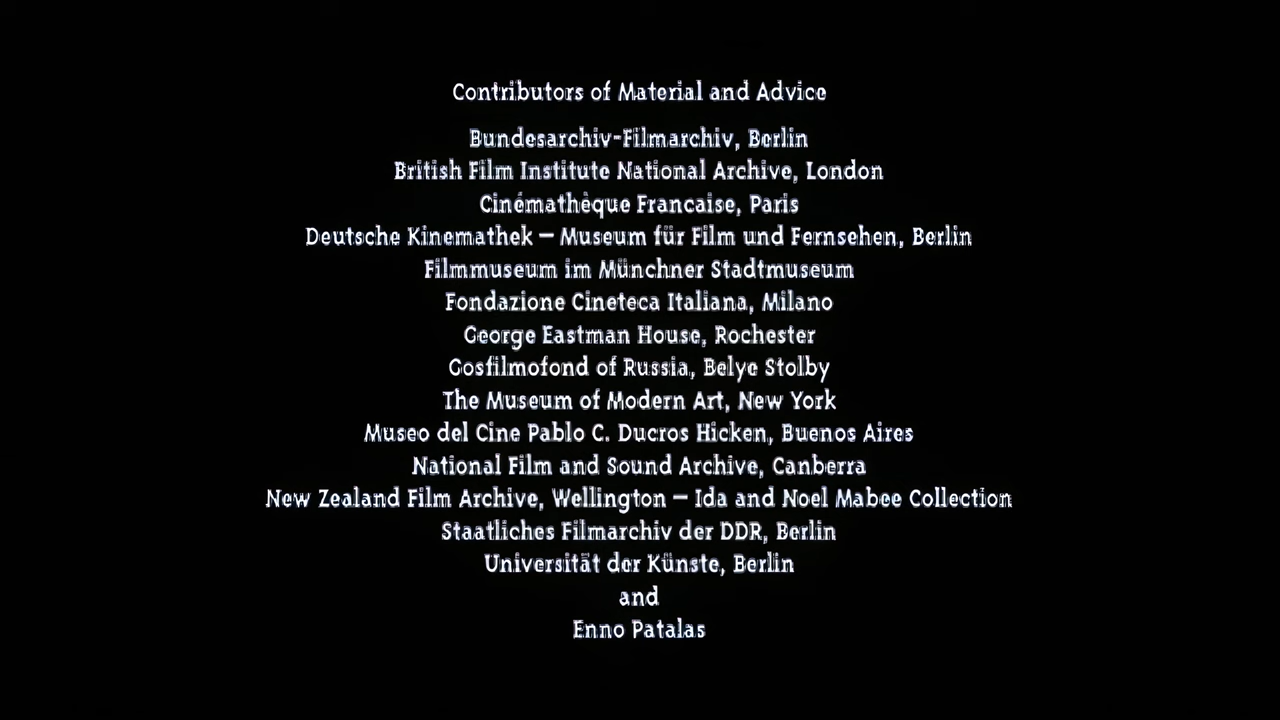 Contributors of Material and Advice
Bundesarchiv-Filmarchiv, Berlin
British Film Institute National Archive, London
Cinémathèque Francaise, Paris
Deutsche Kinemathek – Museum für Film und Fernsehen, Berlin
Filmmuseum im Münchner Stadtmuseum
Fondazione Cineteca Italiana, Milano
George Eastman House, Rochester
Gosfilmofond of Russia, Belye Stolby
The Museum of Modern Art, New York
Museo del Cine Pablo C. Ducros Hicken, Buenos Aires
National Film and Sound Archive, Canberra
New Zealand Film Archive, Wellington – Ida and Noel Mabee Collection
Staatliches Filmarchiv der DDR, Berlin
Universität der Künste, Berlin
and
Enno Patalas